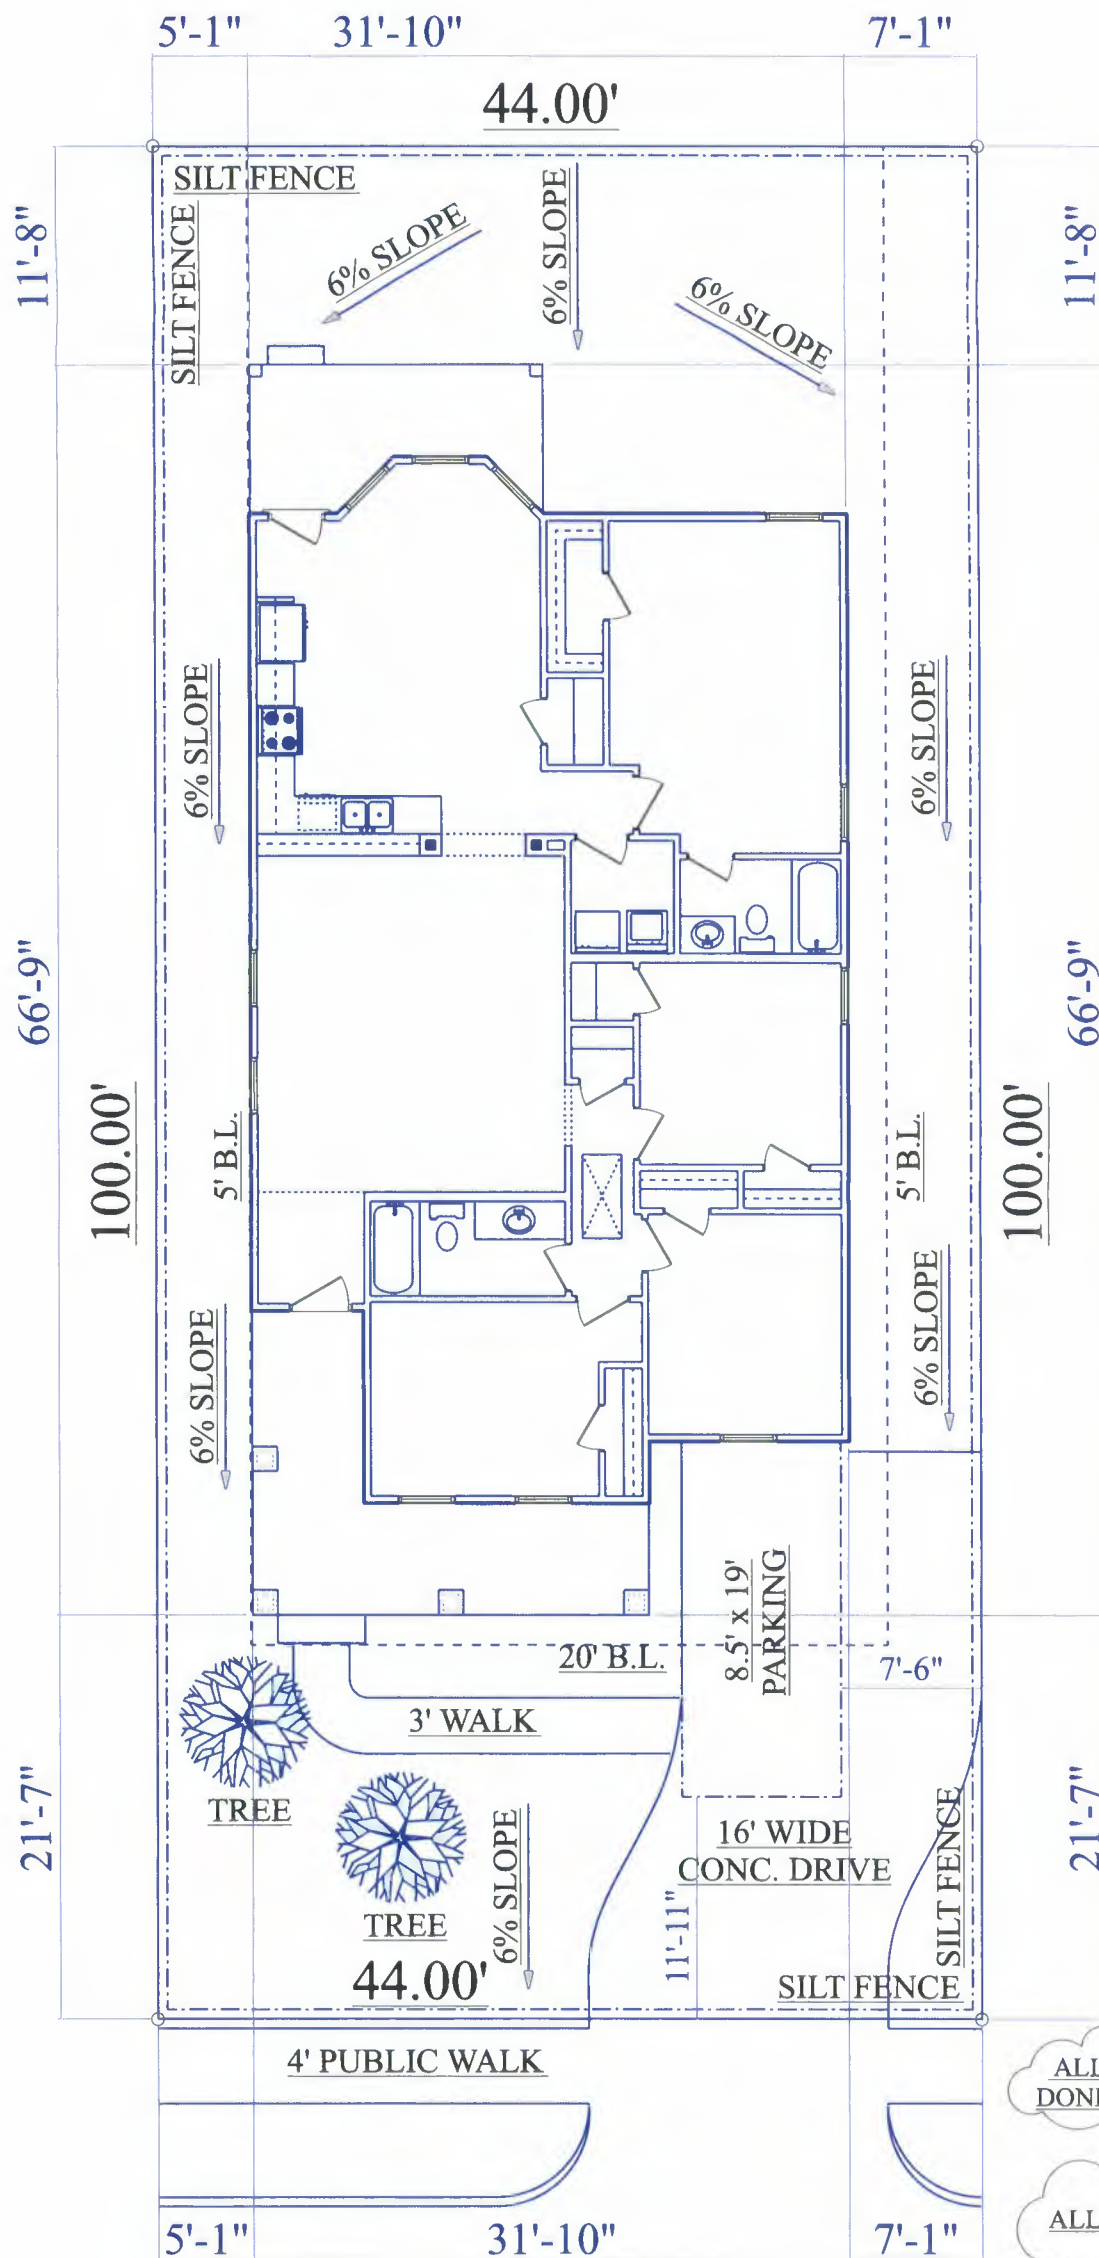 5'-1" 31'-10" 7'-1"
44.00'
SILT FENCE
SILT FENCE
6% SLOPE
6% SLOPE
6% SLOPE
11'-8"
11'-8"
6% SLOPE
6% SLOPE
66'-9"
66'-9"
100.00'
5' B.L.
5' B.L.
100.00'
6% SLOPE
6% SLOPE
8.5' x 19'
PARKING
20' B.L.
7'-6"
3' WALK
TREE
TREE
21'-7"
21'-7"
6% SLOPE
16' WIDE
CONC. DRIVE
11'-11"
SILT FENCE
SILT FENCE
44.00'
4' PUBLIC WALK
ALL
DONE
ALL
5'-1" 31'-10" 7'-1"